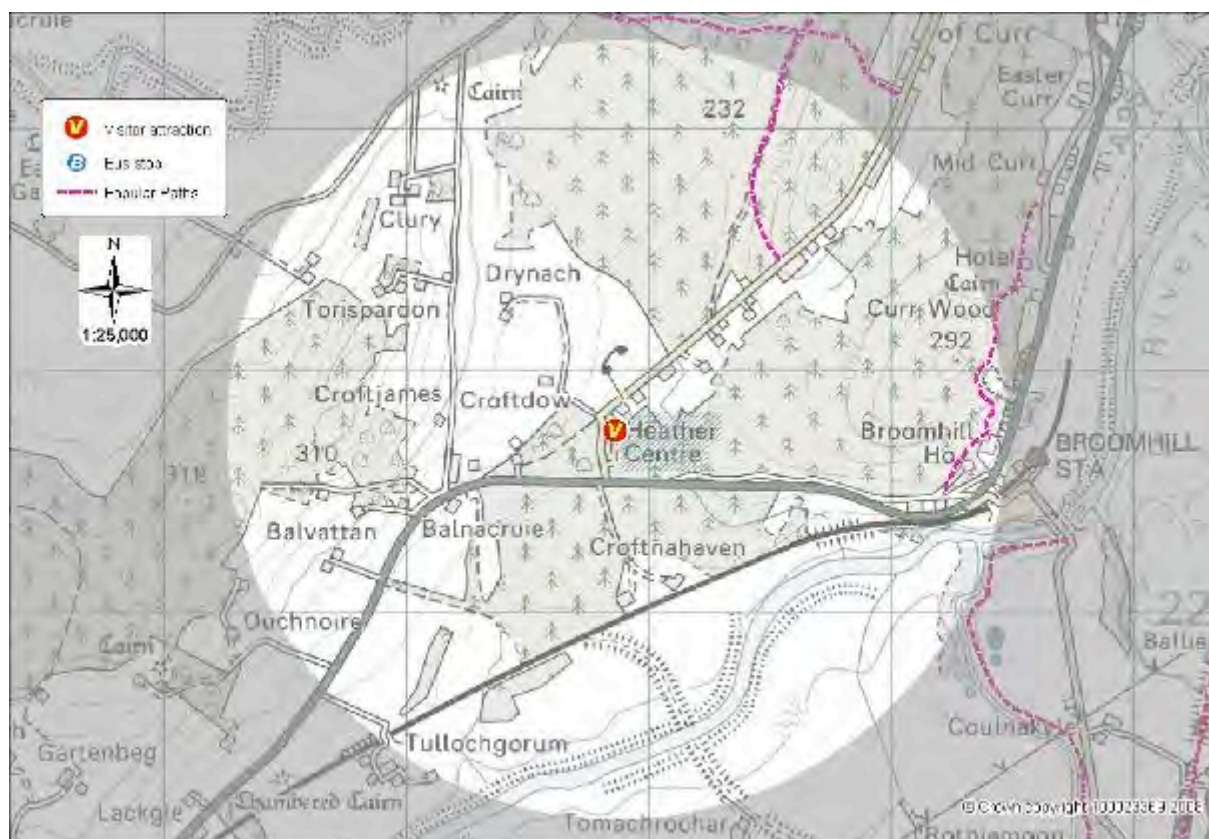 of Curr
Easter
Curr
Cairn
232
Visitor attraction
Bus stop
Popular Paths
Mid Curr
Clury
N
1:25,000
Drynach
Hotel
Cairn
Torispardon
Curr Wood
292
Croftjames
Croftdow
Heather
Centre
Broomhill
Ho
BROOMHILL
STA
310
Balvattan
Balnacruie
Croftnahaven
Ouchnoire
22
Cairn
Coulnakyle
Gartenbeg
Tullochgorum
Lackgie
Chambered Cairn
Tomachrochar
Rothiemoon